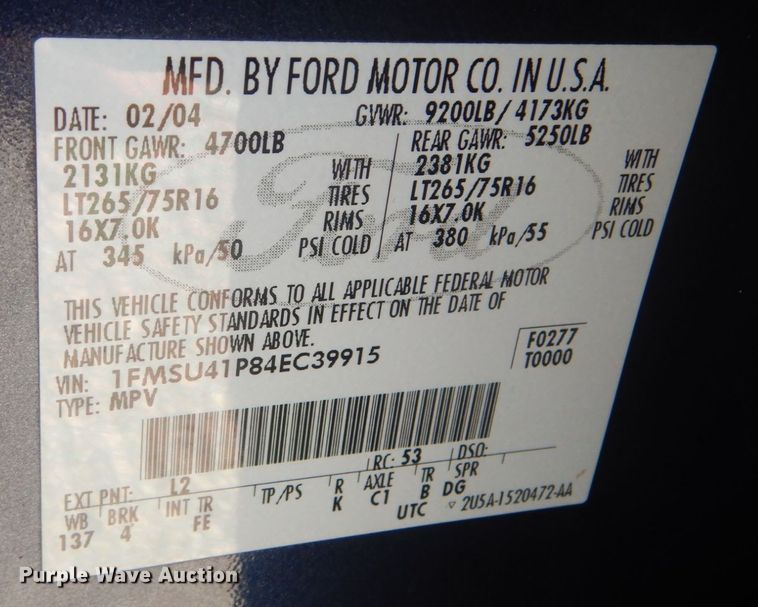 MFD. BY FORD MOTOR CO. IN U.S.A.
DATE: 02/04 GVWR: 9200LB/ 4173KG
FRONT GAWR: 4700LB REAR GAWR: 5250LB
2131KG WITH 2381KG WITH
LT265/75R16 TIRES LT265/75R16 TIRES
16X7.0K RIMS 16X7.0K RIMS
AT 345 kPa/50 PSI COLD AT 380 kPa/55 PSI COLD
Ford
THIS VEHICLE CONFORMS TO ALL APPLICABLE FEDERAL MOTOR
VEHICLE SAFETY STANDARDS IN EFFECT ON THE DATE OF
MANUFACTURE SHOWN ABOVE.
F0277
VIN: 1FMSU41P84EC39915 T0000
TYPE: MPV
RC: 53 DSO:
EXT PNT: L2
WB BRK INT TR TP/PS R AXLE TR SPR
137 4 FE K C1 B DG
UTC ▽ 2U5A-1520472-AA
Purple Wave Auction